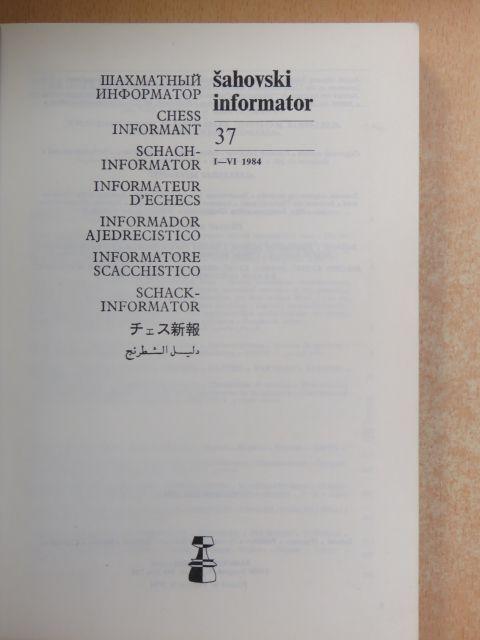 ШАХМАТНЫЙ
ИНФОРМАТОР
CHESS
INFORMANT
SCHACH-
INFORMATOR
INFORMATEUR
D'ECHECS
INFORMADOR
AJEDRECISTICO
INFORMATORE
SCACCHISTICO
SCHACK-
INFORMATOR
チェス新報
دليل الشطرنج
šahovski
informator
37
I—VI 1984